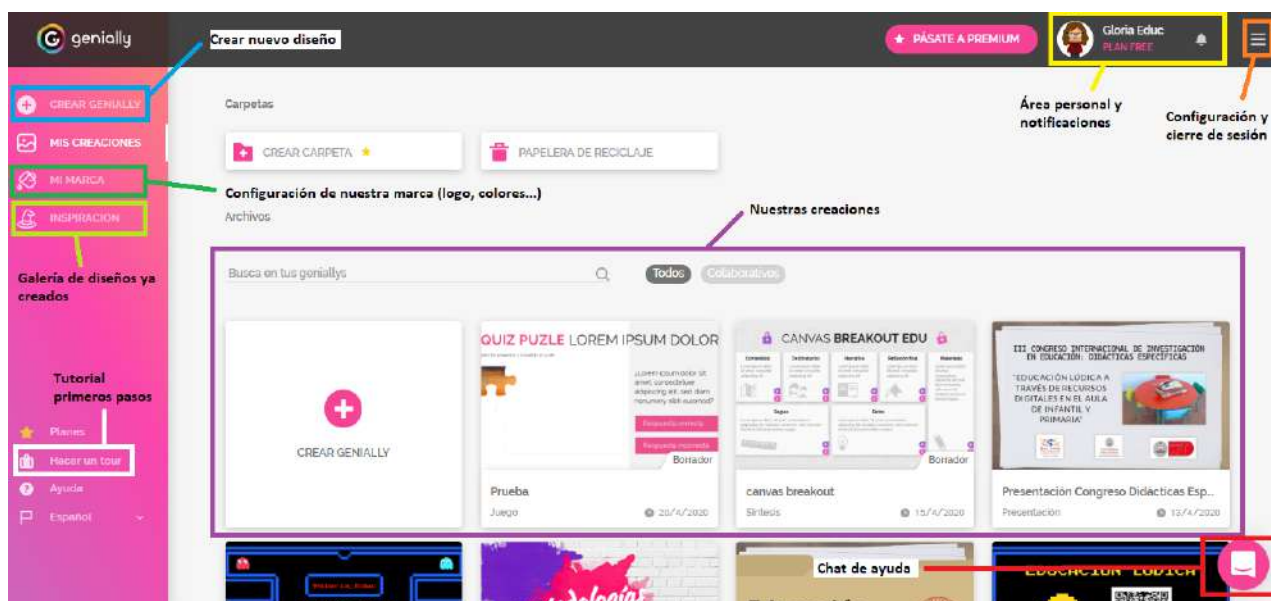 genially
Crear nuevo diseño
PÁSATE A PREMIUM
Gloria Educ
PLAN FREE
CREAR GENIALLY
MIS CREACIONES
MI MARCA
INSPIRACION
Carpetas
CREAR CARPETA
PAPELERA DE RECICLAJE
Área personal y
notificaciones
Configuración y
cierre de sesión
Configuración de nuestra marca (logo, colores...)
Archivos
Nuestras creaciones
Galería de diseños ya
creados
Busca en tus geniallys
Todos
Colaborativos
Tutorial
primeros pasos
Planes
Hacer un tour
Ayuda
Español
CREAR GENIALLY
QUIZ PUZLE LOREM IPSUM DOLOR
Respuesta correcta
Respuesta incorrecta
Borrador
Prueba
Juego
20/4/2020
CANVAS BREAKOUT EDU
Borrador
canvas breakout
Síntesis
15/4/2020
III CONGRESO INTERNACIONAL DE INVESTIGACIÓN
EN EDUCACIÓN: DIDÁCTICAS ESPECÍFICAS
"EDUCACIÓN LÚDICA A
TRAVÉS DE RECURSOS
DIGITALES EN EL AULA
DE INFANTIL Y
PRIMARIA"
Presentación Congreso Didácticas Esp...
Presentación
13/4/2020
Chat de ayuda
EDUCACIÓN LÚDICA